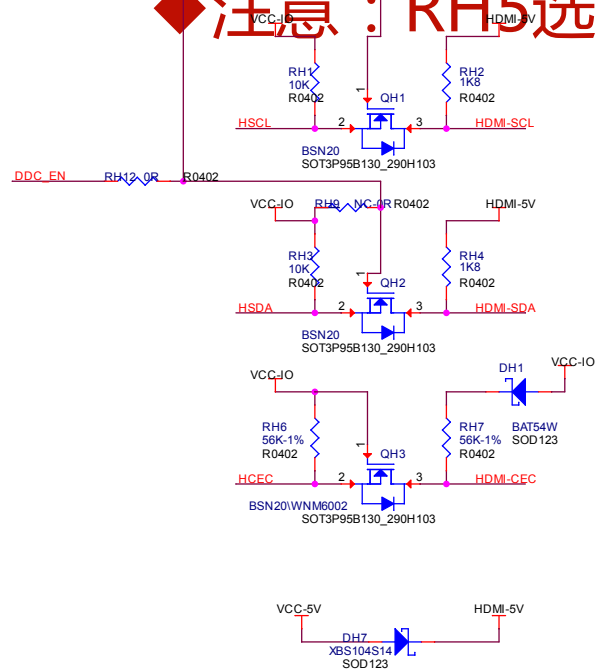 注意：RH5选
VCC-IO
HDMI-5V
RH1
10K
R0402
RH2
1K8
R0402
1
QH1
HSCL
2
3
HDMI-SCL
BSN20
SOT3P95B130_290H103
DDC_EN
RH12 0R
R0402
VCC-IO
RH9 NC-0R
R0402
HDMI-5V
RH3
10K
R0402
RH4
1K8
R0402
1
QH2
HSDA
2
3
HDMI-SDA
BSN20
SOT3P95B130_290H103
VCC-IO
DH1
VCC-IO
RH6
56K-1%
R0402
RH7
56K-1%
R0402
BAT54W
SOD123
1
QH3
HCEC
2
3
HDMI-CEC
BSN20\WNM6002
SOT3P95B130_290H103
VCC-5V
HDMI-5V
DH7
XBS104S14
SOD123